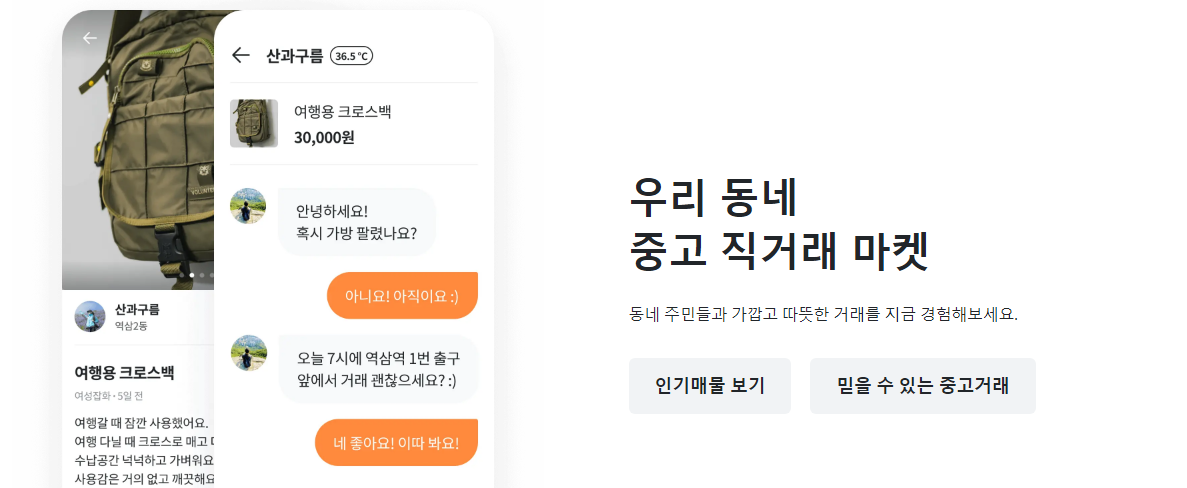 산과구름
역삼2동
여행용 크로스백
여성잡화 · 5일 전
여행갈 때 잠깐 사용했어요.
여행 다닐 때 크로스로 매고
수납공간 넉넉하고 가벼워요
사용감은 거의 없고 깨끗해요
산과구름 36.5 °C
여행용 크로스백
30,000원
안녕하세요!
혹시 가방 팔렸나요?
아니요! 아직이요 :)
오늘 7시에 역삼역 1번 출구
앞에서 거래 괜찮으세요? :)
네 좋아요! 이따 봐요!
우리 동네
중고 직거래 마켓
동네 주민들과 가깝고 따뜻한 거래를 지금 경험해보세요.
인기매물 보기
믿을 수 있는 중고거래